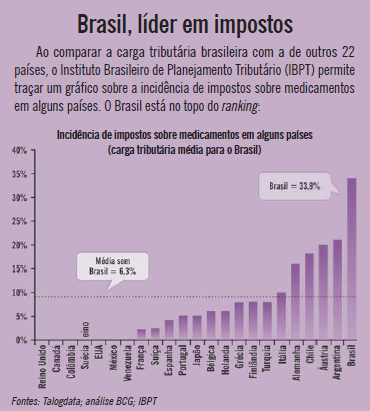 Brasil, líder em impostos
Ao comparar a carga tributária brasileira com a de outros 22
países, o Instituto Brasileiro de Planejamento Tributário (IBPT) permite
traçar um gráfico sobre a incidência de impostos sobre medicamentos
em alguns países. O Brasil está no topo do ranking:
Incidência de impostos sobre medicamentos em alguns países
(carga tributária média para o Brasil)
40%
35%
30%
25%
20%
15%
10%
5%
0%
Brasil = 33,9%
Média sem
Brasil = 6,3%
Reino Unido
Canadá
Colômbia
Suécia
EUA
México
Venezuela
França
Suíça
Espanha
Portugal
Japão
Bélgica
Holanda
Grécia
Finlândia
Turquia
Itália
Alemanha
Chile
Áustria
Argentina
Brasil
Fontes: Talogdata; análise BCG; IBPT